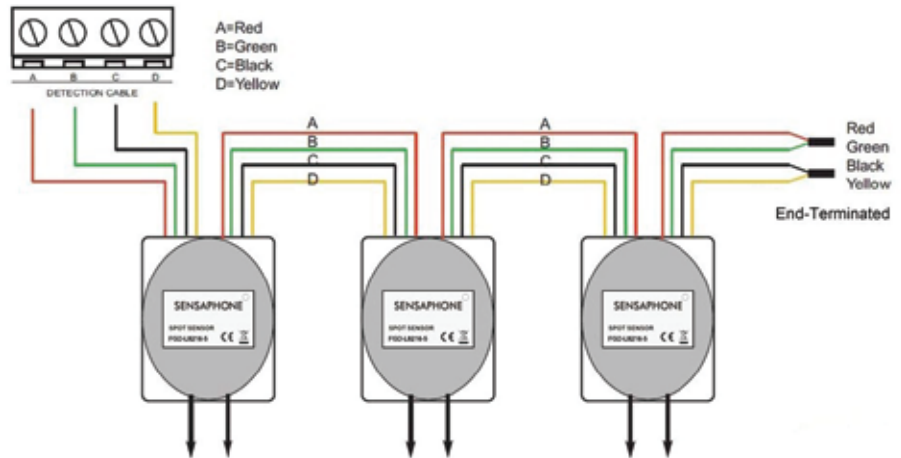 A=Red
B=Green
C=Black
D=Yellow
A B C D
DETECTION CABLE
A
B
C
D
A
B
C
D
Red
Green
Black
Yellow
End-Terminated
SENSAPHONE
SPOT SENSOR
SENSAPHONE
SPOT SENSOR
SENSAPHONE
SPOT SENSOR